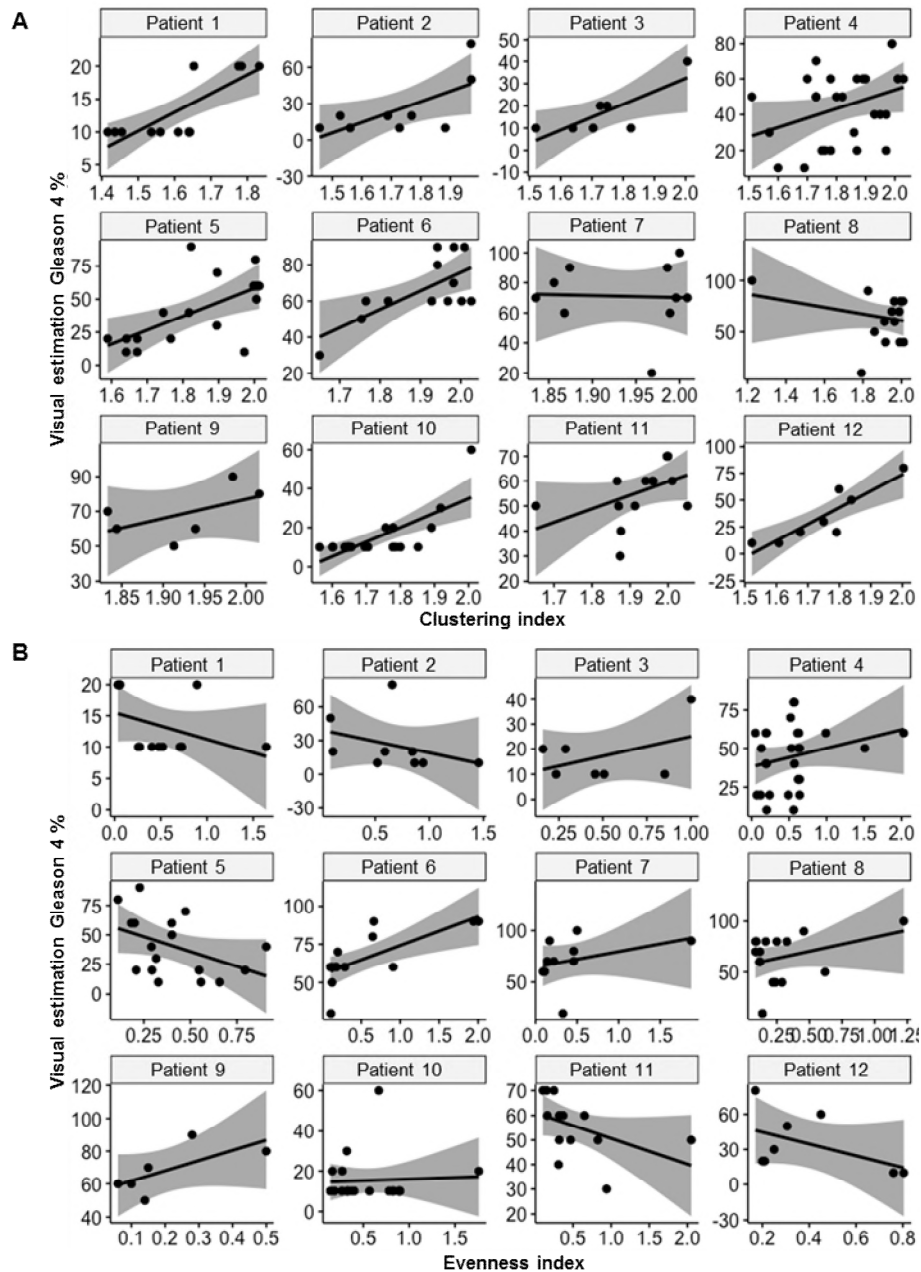 A
Patient 1 Patient 2 Patient 3 Patient 4
20 15 10 5
1.4 1.5 1.6 1.7 1.8
60 20 0 -30
1.5 1.6 1.7 1.8 1.9
50 40 30 20 10 0 -10
1.5 1.6 1.7 1.8 1.9 2.0
80 60 40 20 0
1.5 1.6 1.7 1.8 1.9 2.0
Visual estimation Gleason 4 %
Patient 5 Patient 6 Patient 7 Patient 8
75 50 25 0
1.6 1.7 1.8 1.9 2.0
80 60 40 20
1.7 1.8 1.9 2.0
100 80 60 40 20
1.85 1.90 1.95 2.00
100 50
1.2 1.4 1.6 1.8 2.0
Patient 9 Patient 10 Patient 11 Patient 12
90 70 50 30
1.85 1.90 1.95 2.00
60 40 20 0
1.6 1.7 1.8 1.9 2.0
70 60 50 40 30 20
1.7 1.8 1.9 2.0
100 75 50 25 0 -25
1.5 1.6 1.7 1.8 1.9 2.0
Clustering index
B
Patient 1 Patient 2 Patient 3 Patient 4
20 15 10 5 0
0.0 0.5 1.0 1.5
60 20 0 -30
0.5 1.0 1.5
40 30 20 10 0
0.25 0.50 0.75 1.00
75 50 25 0
0.0 0.5 1.0 1.5 2.0
Visual estimation Gleason 4 %
Patient 5 Patient 6 Patient 7 Patient 8
75 50 25 0
0.25 0.50 0.75
100 75 50 25
0.5 1.0 1.5 2.0
100 50
0.0 0.5 1.0 1.5
100 50
0.25 0.50 0.75 1.00 1.25
Patient 9 Patient 10 Patient 11 Patient 12
120 100 80 60 40
0.1 0.2 0.3 0.4 0.5
60 40 20 0
0.5 1.0 1.5
70 60 50 40 30 20
0.5 1.0 1.5 2.0
60 30 0 -30
0.2 0.4 0.6 0.8
Evenness index